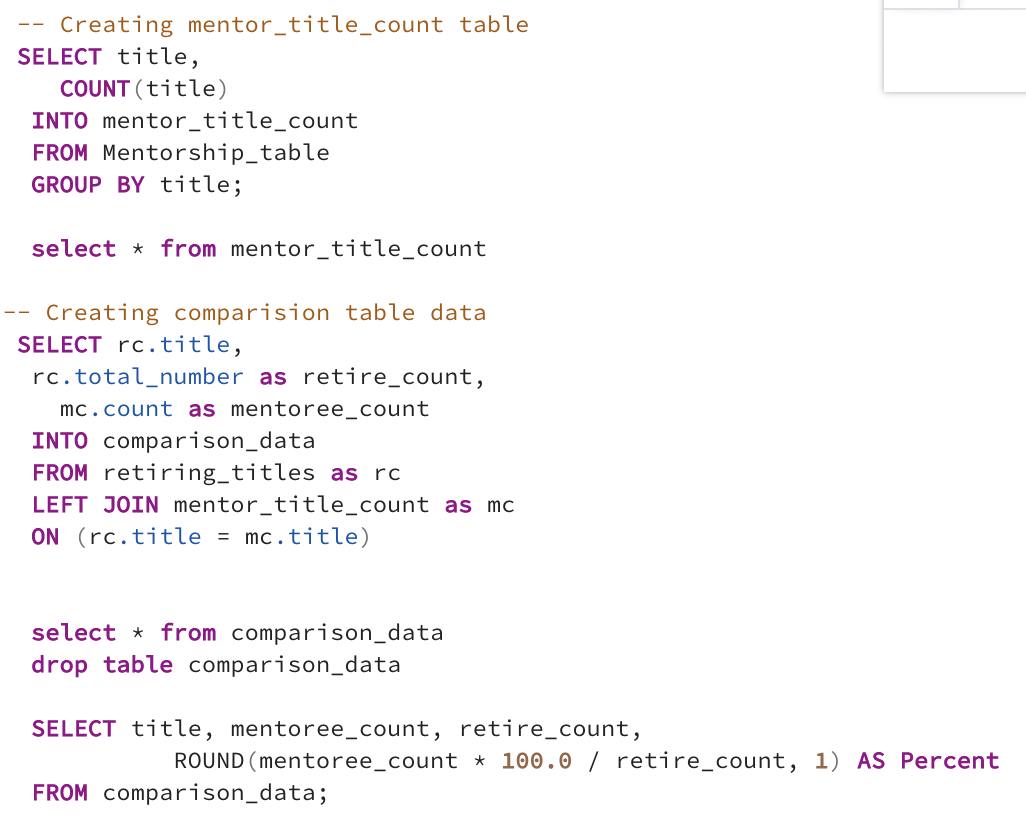 -- Creating mentor_title_count table
SELECT title,
COUNT(title)
INTO mentor_title_count
FROM Mentorship_table
GROUP BY title;
select * from mentor_title_count
-- Creating comparision table data
SELECT rc.title,
rc.total_number as retire_count,
mc.count as mentoree_count
INTO comparison_data
FROM retiring_titles as rc
LEFT JOIN mentor_title_count as mc
ON (rc.title = mc.title)
select * from comparison_data
drop table comparison_data
SELECT title, mentoree_count, retire_count,
ROUND(mentoree_count * 100.0 / retire_count, 1) AS Percent
FROM comparison_data;